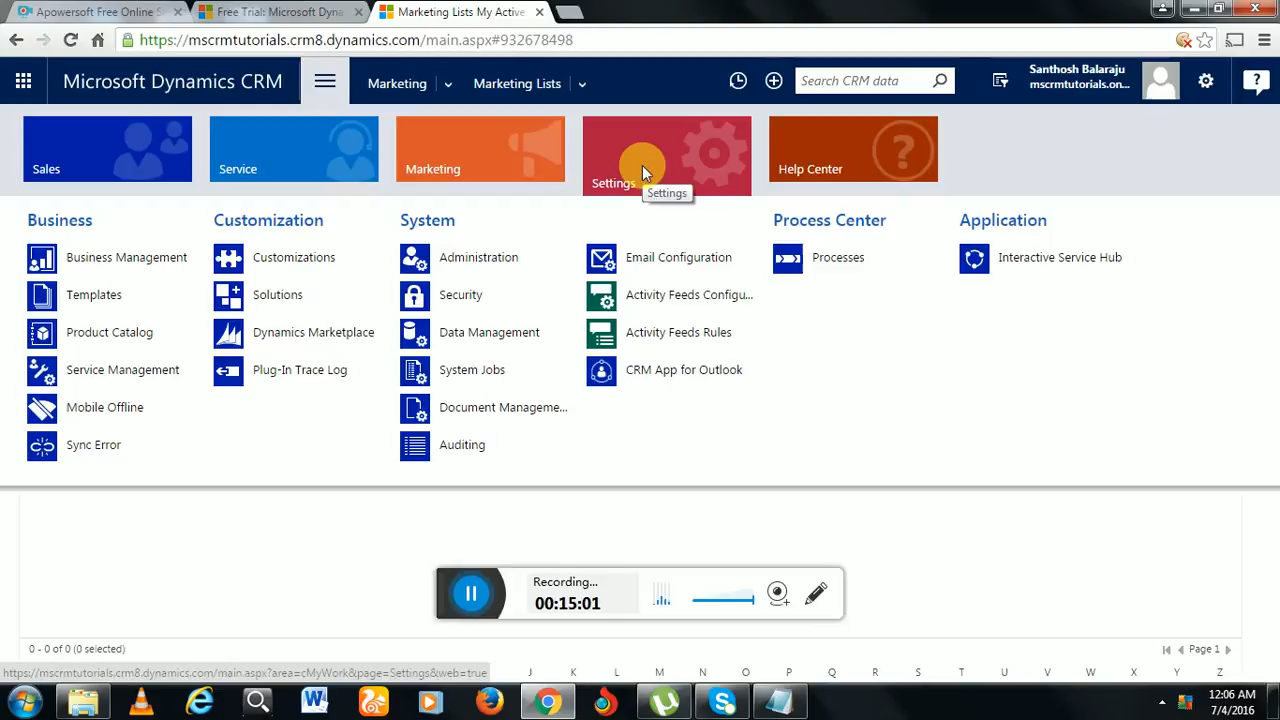 Apowersoft Free Online S
Free Trial: Microsoft Dyna
Marketing Lists My Active
https://mscrmtutorials.crm8.dynamics.com/main.aspx#932678498
Microsoft Dynamics CRM
Marketing
Marketing Lists
Search CRM data
Santhosh Balaraju
mscrmtutorials.on...
?
Sales
Service
Marketing
Settings
Help Center
?
Settings
Business
Customization
System
Process Center
Application
Business Management
Customizations
Administration
Email Configuration
Processes
Interactive Service Hub
Templates
Solutions
Security
Activity Feeds Configu...
Product Catalog
Dynamics Marketplace
Data Management
Activity Feeds Rules
Service Management
Plug-In Trace Log
System Jobs
CRM App for Outlook
Mobile Offline
Document Manageme...
Sync Error
Auditing
Recording...
00:15:01
0 - 0 of 0 (0 selected)
Page 1
https://mscrmtutorials.crm8.dynamics.com/main.aspx?area=cMyWork&page=Settings&web=true
J K L M N O P Q R S T U V W X Y Z
12:06 AM
7/4/2016